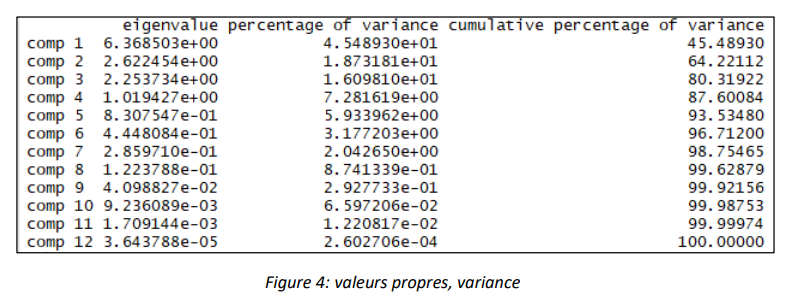 eigenvalue percentage of variance cumulative percentage of variance
comp 1 6.368503e+00 4.548930e+01 45.48930
comp 2 2.622454e+00 1.873181e+01 64.22112
comp 3 2.253734e+00 1.609810e+01 80.31922
comp 4 1.019427e+00 7.281619e+00 87.60084
comp 5 8.307547e-01 5.933962e+00 93.53480
comp 6 4.448084e-01 3.177203e+00 96.71200
comp 7 2.859710e-01 2.042650e+00 98.75465
comp 8 1.223788e-01 8.741339e-01 99.62879
comp 9 4.098827e-02 2.927733e-01 99.92156
comp 10 9.236089e-03 6.597206e-02 99.98753
comp 11 1.709144e-03 1.220817e-02 99.99974
comp 12 3.643788e-05 2.602706e-04 100.00000
Figure 4: valeurs propres, variance